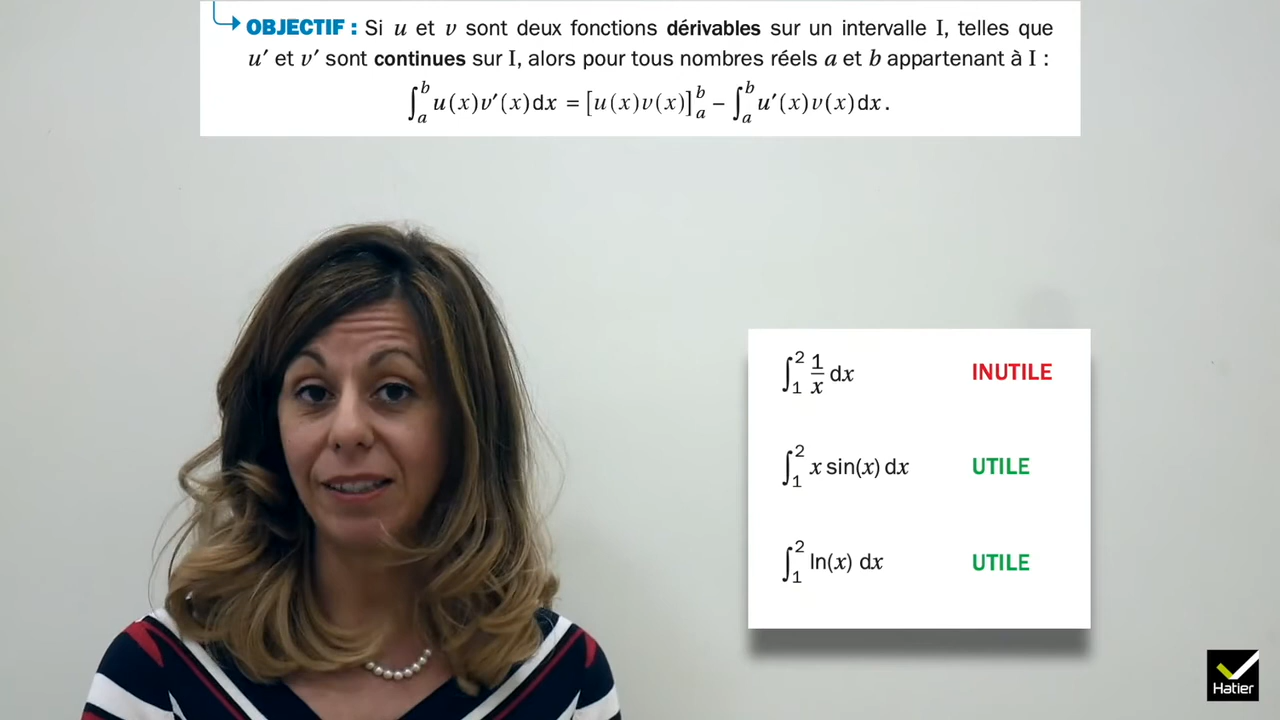 OBJECTIF : Si u et v sont deux fonctions dérivables sur un intervalle I, telles que
u′ et v′ sont continues sur I, alors pour tous nombres réels a et b appartenant à I :
∫_a^b u(x)v′(x)dx = [u(x)v(x)]_a^b − ∫_a^b u′(x)v(x)dx.
∫_1^2 1/x dx INUTILE
∫_1^2 x sin(x) dx UTILE
∫_1^2 ln(x) dx UTILE
Hatier